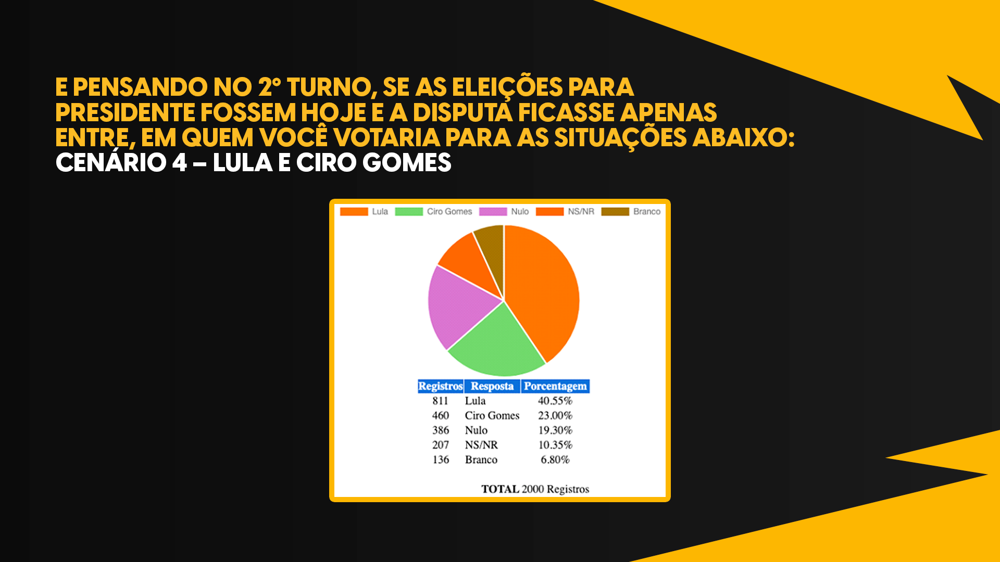 E PENSANDO NO 2º TURNO, SE AS ELEIÇÕES PARA
PRESIDENTE FOSSEM HOJE E A DISPUTA FICASSE APENAS
ENTRE, EM QUEM VOCÊ VOTARIA PARA AS SITUAÇÕES ABAIXO:
CENÁRIO 4 – LULA E CIRO GOMES
Lula Ciro Gomes Nulo NS/NR Branco
Registros Resposta Porcentagem
811 Lula 40.55%
460 Ciro Gomes 23.00%
386 Nulo 19.30%
207 NS/NR 10.35%
136 Branco 6.80%
TOTAL 2000 Registros